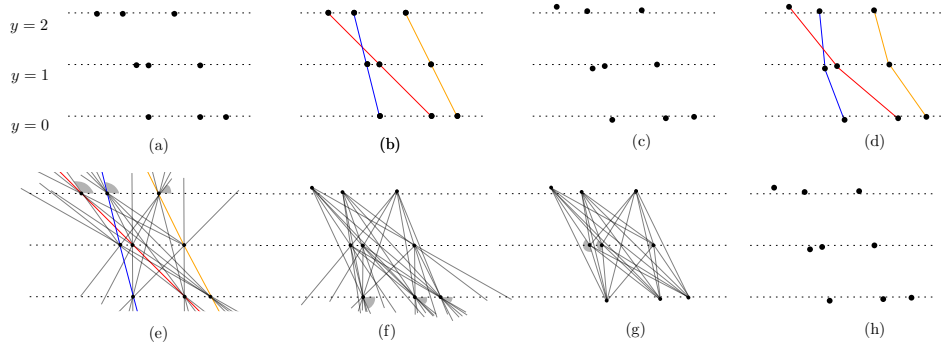 y = 2
y = 1
y = 0
(a)
(b)
(c)
(d)
(e)
(f)
(g)
(h)